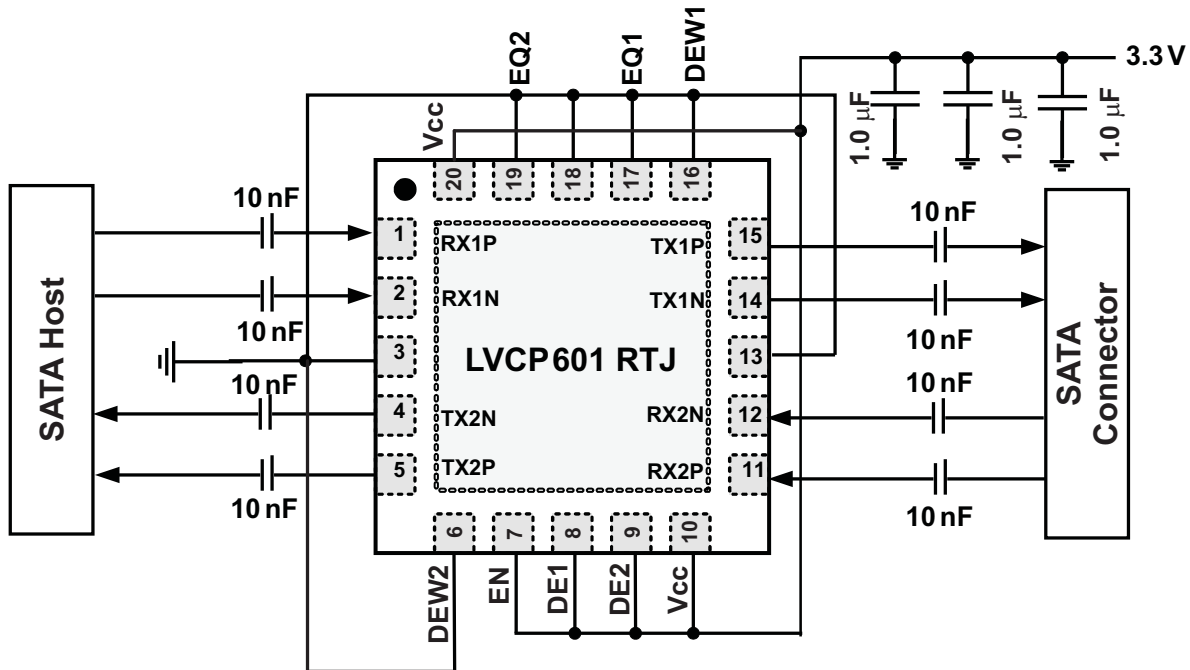 EQ2
EQ1
DEW1
Vcc
3.3 V
1.0 μF
1.0 μF
1.0 μF
20
19
18
17
16
SATA Host
10 nF
10 nF
10 nF
10 nF
1
2
3
4
5
RX1P
RX1N
TX2N
TX2P
LVCP601 RTJ
TX1P
TX1N
RX2N
RX2P
15
14
13
12
11
10 nF
10 nF
10 nF
10 nF
SATA
Connector
6
7
8
9
10
DEW2
EN
DE1
DE2
Vcc